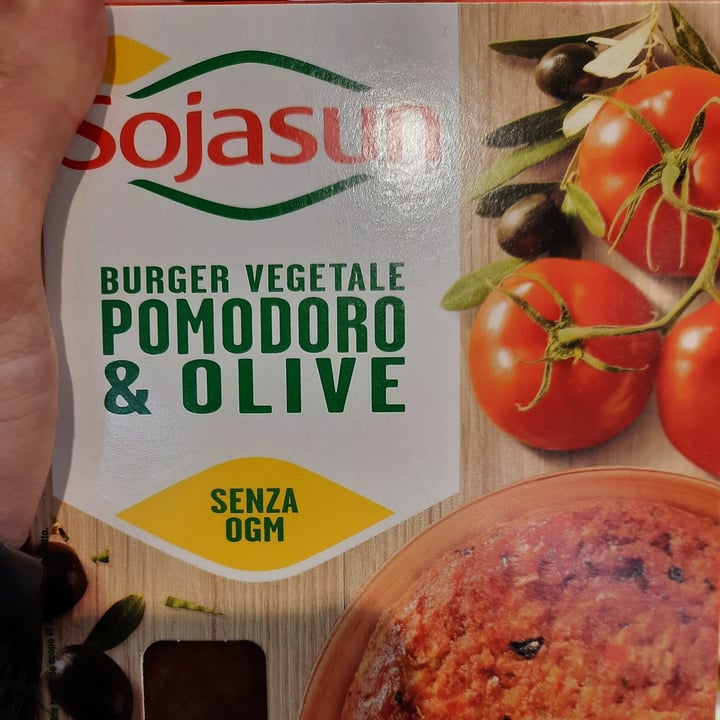 Sojasun
BURGER VEGETALE
POMODORO
& OLIVE
SENZA
OGM